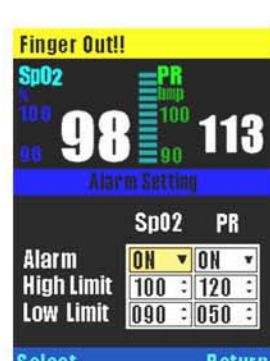 Finger Out!!
SpO2 PR
% bmp
100 98 100 113
90 90
Alarm Setting
SpO2 PR
Alarm ON ON
High Limit 100 120
Low Limit 090 050
Select Return